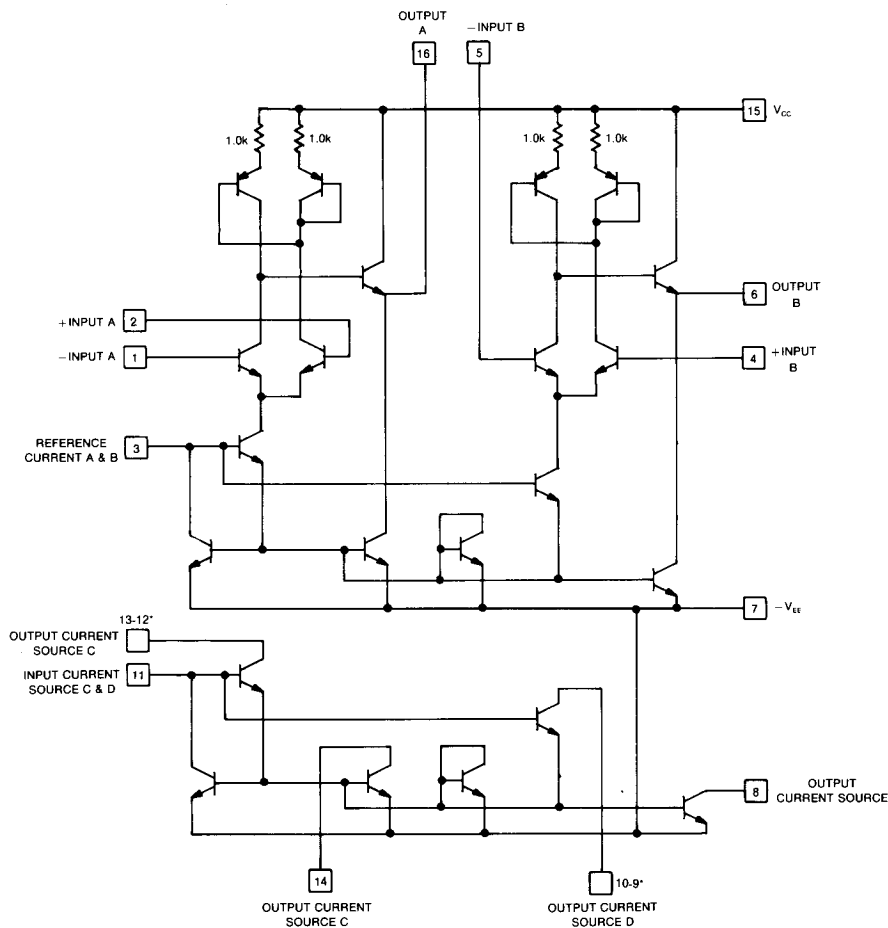 OUTPUT
A
−INPUT B
16
5
15
V_CC
1.0k
1.0k
1.0k
1.0k
6
OUTPUT
B
+INPUT A
2
−INPUT A
1
4
+INPUT
B
REFERENCE
CURRENT A & B
3
7
−V_EE
13-12*
OUTPUT CURRENT
SOURCE C
INPUT CURRENT
SOURCE C & D
11
8
OUTPUT
CURRENT SOURCE
14
10-9*
OUTPUT CURRENT
SOURCE C
OUTPUT CURRENT
SOURCE D